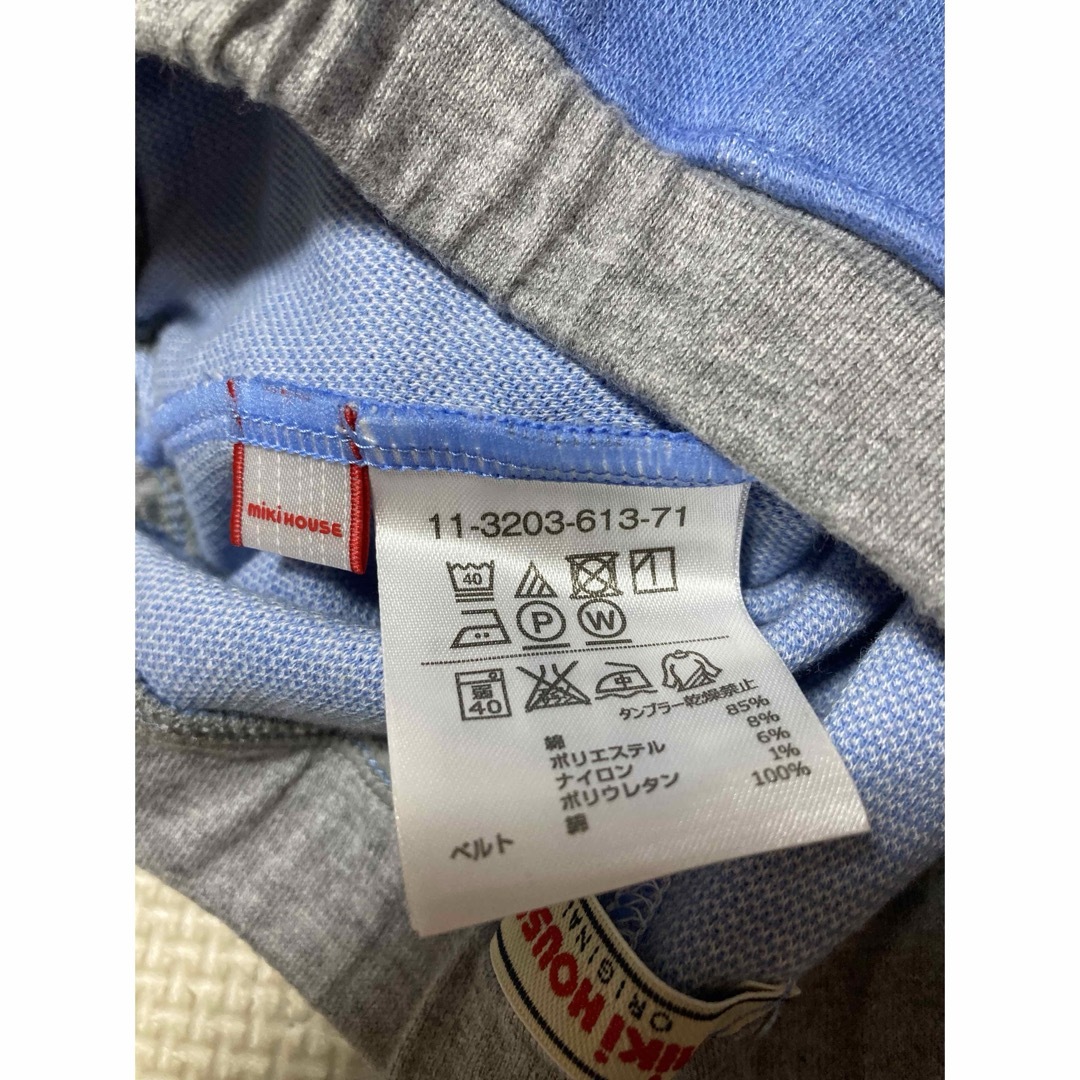 miKiHOUSE
11-3203-613-71
40
P
W
弱
40
中
タンブラー乾燥禁止
綿 85%
ポリエステル 8%
ナイロン 6%
ポリウレタン 1%
ベルト 綿 100%
miKiHOUS
ORIGINAL